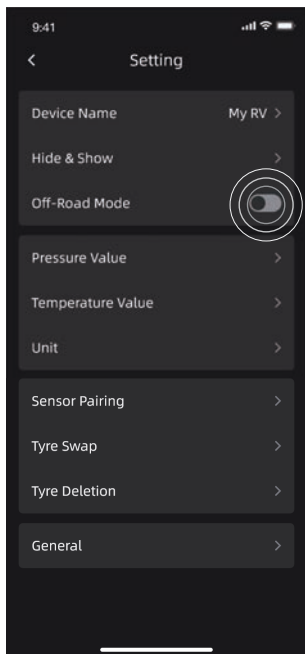 9:41
Setting
Device Name My RV
Hide & Show
Off-Road Mode
Pressure Value
Temperature Value
Unit
Sensor Pairing
Tyre Swap
Tyre Deletion
General